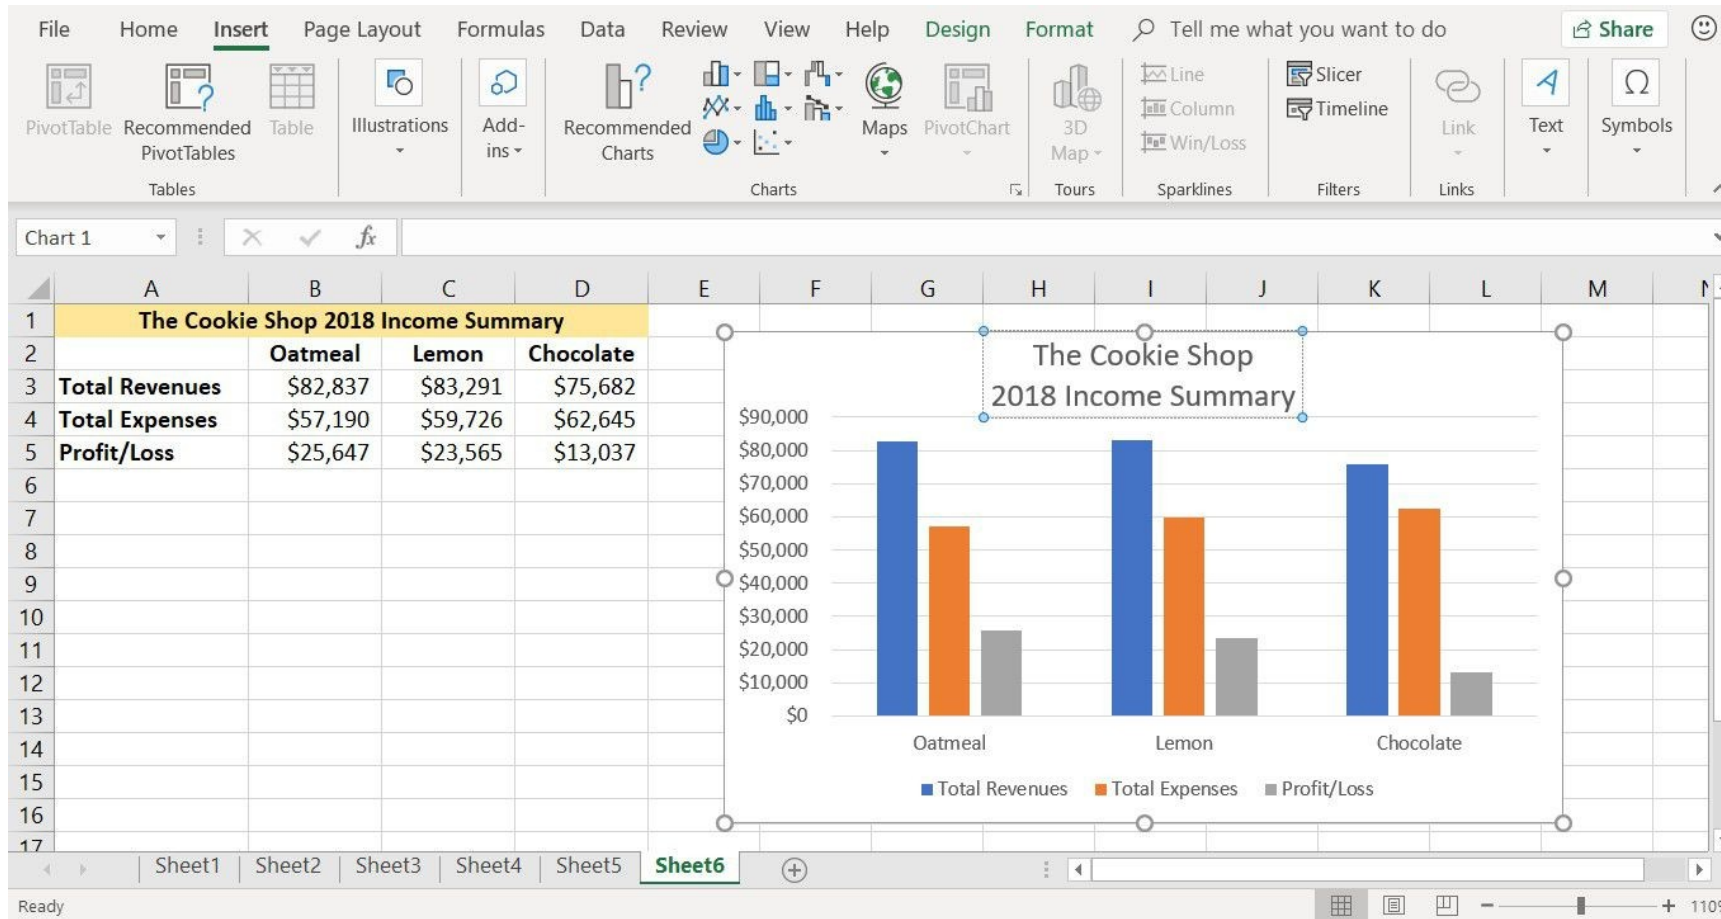 File Home Insert Page Layout Formulas Data Review View Help Design Format Tell me what you want to do Share
PivotTable
Recommended
PivotTables
Table
Tables
Illustrations
Add-
ins
Recommended
Charts
Maps
PivotChart
Charts
3D
Map
Tours
Line
Column
Win/Loss
Sparklines
Slicer
Timeline
Filters
Link
Links
A
Text
Ω
Symbols
Chart 1 fx
A B C D E F G H I J K L M
1 The Cookie Shop 2018 Income Summary
2 Oatmeal Lemon Chocolate
3 Total Revenues $82,837 $83,291 $75,682
4 Total Expenses $57,190 $59,726 $62,645
5 Profit/Loss $25,647 $23,565 $13,037
6
7
8
9
10
11
12
13
14
15
16
17
The Cookie Shop
2018 Income Summary
$90,000
$80,000
$70,000
$60,000
$50,000
$40,000
$30,000
$20,000
$10,000
$0
Oatmeal Lemon Chocolate
Total Revenues Total Expenses Profit/Loss
Sheet1 Sheet2 Sheet3 Sheet4 Sheet5 Sheet6
Ready